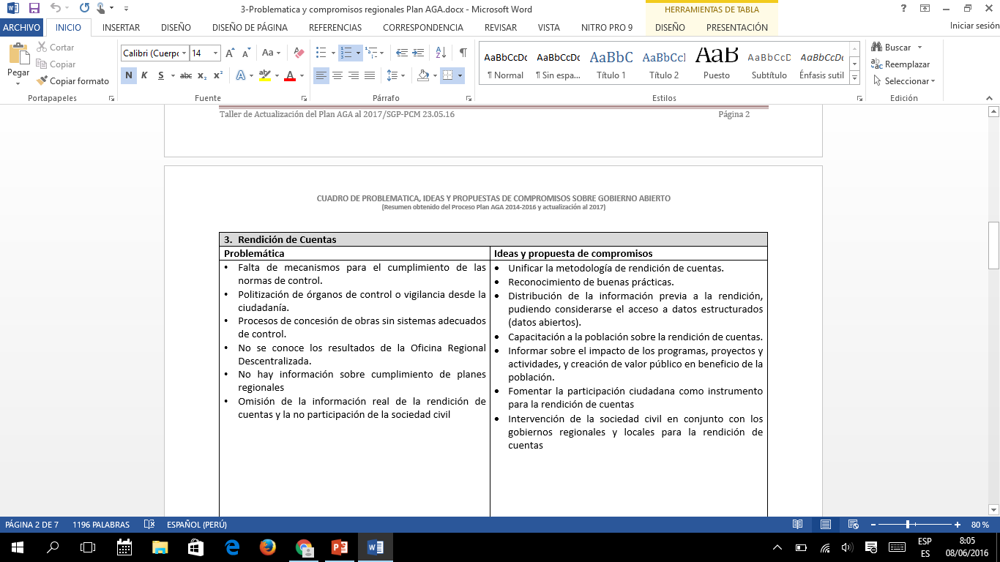 3-Problematica y compromisos regionales Plan AGA.docx - Microsoft Word
HERRAMIENTAS DE TABLA
ARCHIVO INICIO INSERTAR DISEÑO DISEÑO DE PÁGINA REFERENCIAS CORRESPONDENCIA REVISAR VISTA NITRO PRO 9 DISEÑO PRESENTACIÓN Iniciar sesión
Pegar
Cortar
Copiar
Copiar formato
Portapapeles
Calibri (Cuerpo 14
N K S abc x₂ x²
Fuente
Párrafo
AaBbCcDc AaBbCcDc AaBbC AaBbCcI AaB AaBbCcD AaBbCcDc
¶ Normal ¶ Sin espa... Título 1 Título 2 Puesto Subtítulo Énfasis sutil
Estilos
Buscar
Reemplazar
Seleccionar
Edición
Taller de Actualización del Plan AGA al 2017/SGP-PCM 23.05.16 Página 2
CUADRO DE PROBLEMATICA, IDEAS Y PROPUESTAS DE COMPROMISOS SOBRE GOBIERNO ABIERTO
(Resumen obtenido del Proceso Plan AGA 2014-2016 y actualización al 2017)
3. Rendición de Cuentas
Problemática
• Falta de mecanismos para el cumplimiento de las
normas de control.
• Politización de órganos de control o vigilancia desde la
ciudadanía.
• Procesos de concesión de obras sin sistemas adecuados
de control.
• No se conoce los resultados de la Oficina Regional
Descentralizada.
• No hay información sobre cumplimiento de planes
regionales
• Omisión de la información real de la rendición de
cuentas y la no participación de la sociedad civil
Ideas y propuesta de compromisos
• Unificar la metodología de rendición de cuentas.
• Reconocimiento de buenas prácticas.
• Distribución de la información previa a la rendición,
pudiendo considerarse el acceso a datos estructurados
(datos abiertos).
• Capacitación a la población sobre la rendición de cuentas.
• Informar sobre el impacto de los programas, proyectos y
actividades, y creación de valor público en beneficio de la
población.
• Fomentar la participación ciudadana como instrumento
para la rendición de cuentas
• Intervención de la sociedad civil en conjunto con los
gobiernos regionales y locales para la rendición de
cuentas
PÁGINA 2 DE 7 1196 PALABRAS ESPAÑOL (PERÚ) 80 %
ESP
ES
8:05
08/06/2016